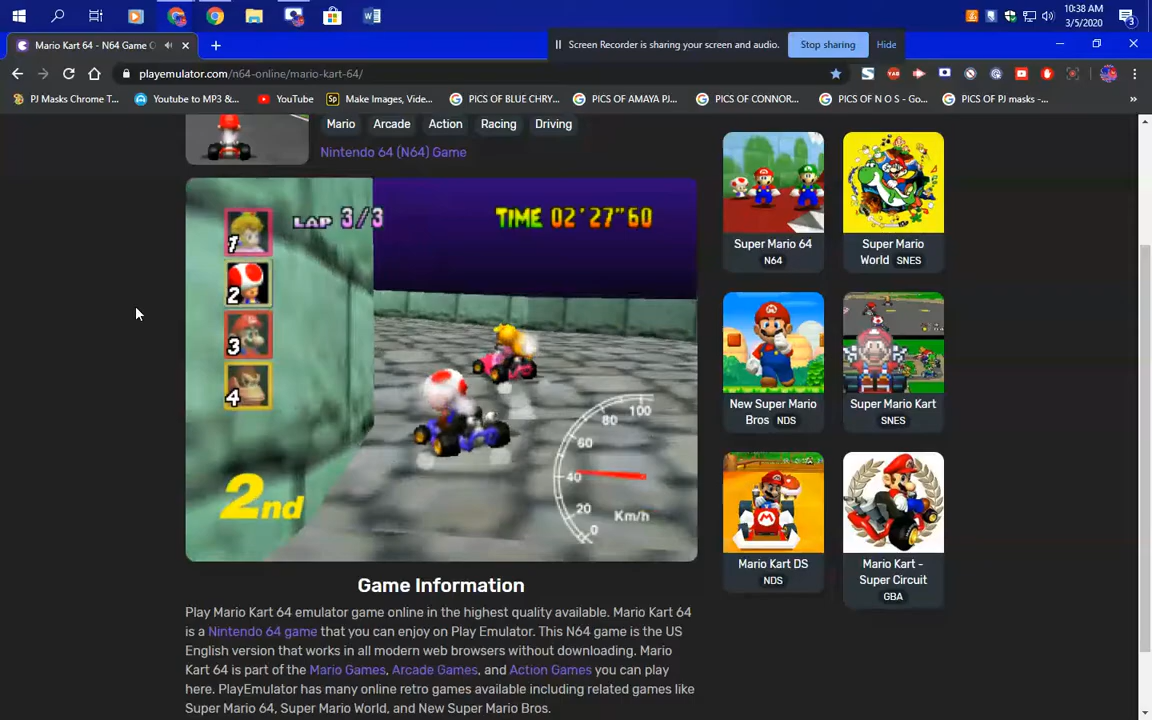 10:38 AM
3/5/2020
3
Mario Kart 64 - N64 Game O
Screen Recorder is sharing your screen and audio.
Stop sharing
Hide
playemulator.com/n64-online/mario-kart-64/
PJ Masks Chrome T...
Youtube to MP3 &...
YouTube
Sp Make Images, Vide...
PICS OF BLUE CHRY...
PICS OF AMAYA PJ...
PICS OF CONNOR...
PICS OF N O S - Go...
PICS OF PJ masks -...
Mario
Arcade
Action
Racing
Driving
Nintendo 64 (N64) Game
LAP 3/3
TIME 02'27"60
1
2
3
4
2nd
100
80
60
40
20
0
Km/h
Super Mario 64
N64
Super Mario
World SNES
New Super Mario
Bros NDS
Super Mario Kart
SNES
Mario Kart DS
NDS
Mario Kart -
Super Circuit
GBA
Game Information
Play Mario Kart 64 emulator game online in the highest quality available. Mario Kart 64
is a Nintendo 64 game that you can enjoy on Play Emulator. This N64 game is the US
English version that works in all modern web browsers without downloading. Mario
Kart 64 is part of the Mario Games, Arcade Games, and Action Games you can play
here. PlayEmulator has many online retro games available including related games like
Super Mario 64, Super Mario World, and New Super Mario Bros.